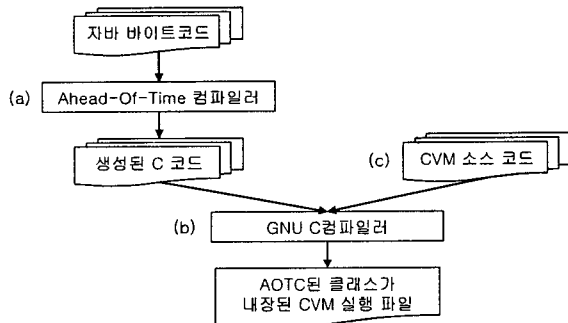 자바 바이트코드
(a) Ahead-Of-Time 컴파일러
생성된 C 코드
(c) CVM 소스 코드
(b) GNU C컴파일러
AOTC된 클래스가
내장된 CVM 실행 파일